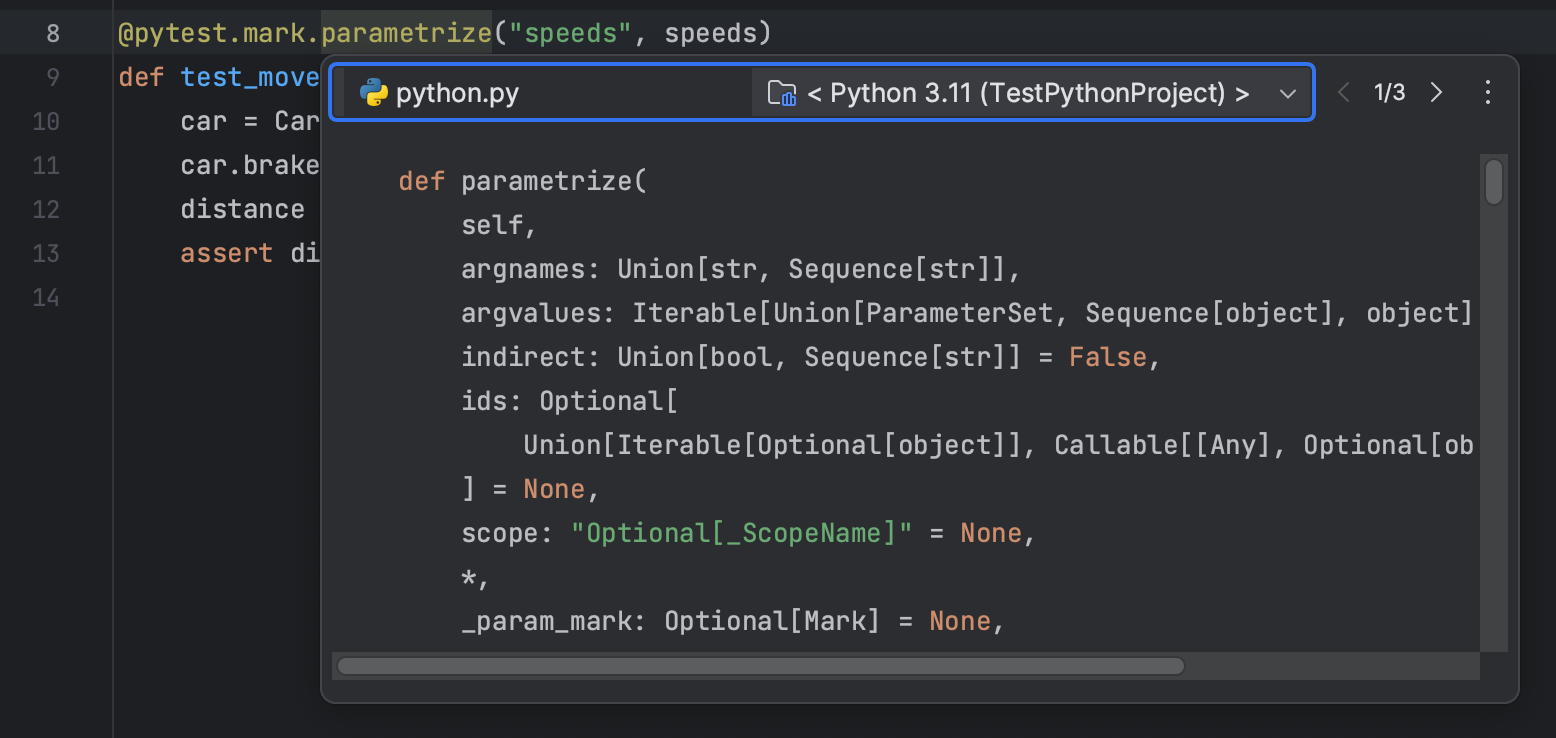 8 @pytest.mark.parametrize("speeds", speeds)
9 def test_move
10 car = Car
11 car.brake
12 distance
13 assert di
14
python.py < Python 3.11 (TestPythonProject) > 1/3
def parametrize(
self,
argnames: Union[str, Sequence[str]],
argvalues: Iterable[Union[ParameterSet, Sequence[object], object]
indirect: Union[bool, Sequence[str]] = False,
ids: Optional[
Union[Iterable[Optional[object]], Callable[[Any], Optional[ob
] = None,
scope: "Optional[_ScopeName]" = None,
*,
_param_mark: Optional[Mark] = None,